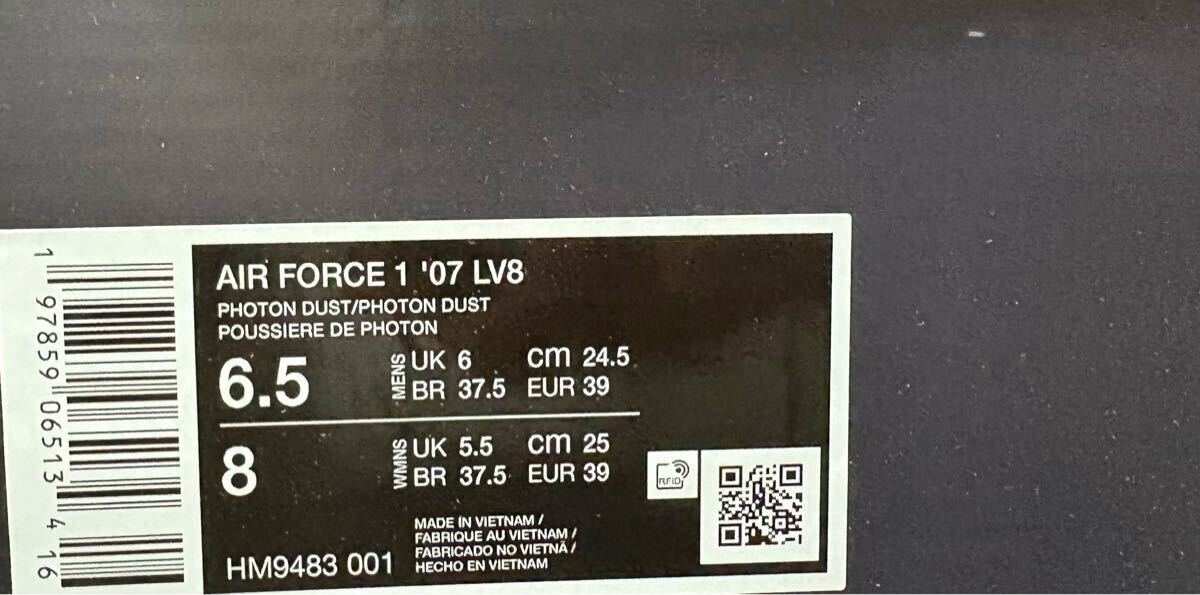 AIR FORCE 1 '07 LV8
PHOTON DUST/PHOTON DUST
POUSSIERE DE PHOTON
6.5
MENS
UK 6 CM 24.5
BR 37.5 EUR 39
8
WMNS
UK 5.5 CM 25
BR 37.5 EUR 39
MADE IN VIETNAM /
FABRIQUE AU VIETNAM /
FABRICADO NO VIETNÃ /
HECHO EN VIETNAM
HM9483 001
RFID
1 97859 06513 4 16